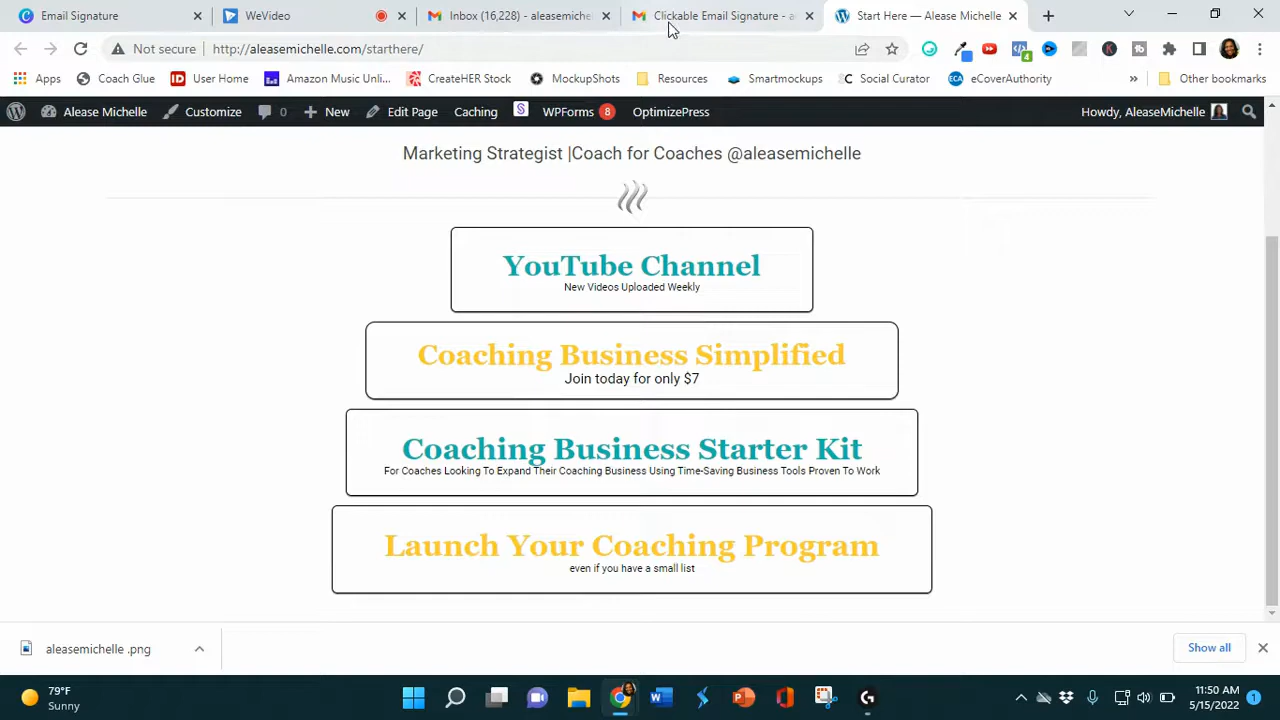 Email Signature
WeVideo
Inbox (16,228) - aleasemiche
Clickable Email Signature - a
Start Here — Alease Michelle
Not secure
http://aleasemichelle.com/starthere/
4
Apps
Coach Glue
User Home
Amazon Music Unli...
CreateHER Stock
MockupShots
Resources
Smartmockups
Social Curator
eCoverAuthority
Other bookmarks
Alease Michelle
Customize
0
New
Edit Page
Caching
WPForms 8
OptimizePress
Howdy, AleaseMichelle
Marketing Strategist |Coach for Coaches @aleasemichelle
YouTube Channel
New Videos Uploaded Weekly
Coaching Business Simplified
Join today for only $7
Coaching Business Starter Kit
For Coaches Looking To Expand Their Coaching Business Using Time-Saving Business Tools Proven To Work
Launch Your Coaching Program
even if you have a small list
aleasemichelle .png
Show all
79°F
Sunny
11:50 AM
5/15/2022
1